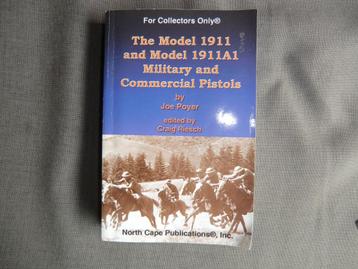 For Collectors Only®
The Model 1911
and Model 1911A1
Military and
Commercial Pistols
by
Joe Poyer
edited by
Craig Riesch
North Cape Publications®, Inc.